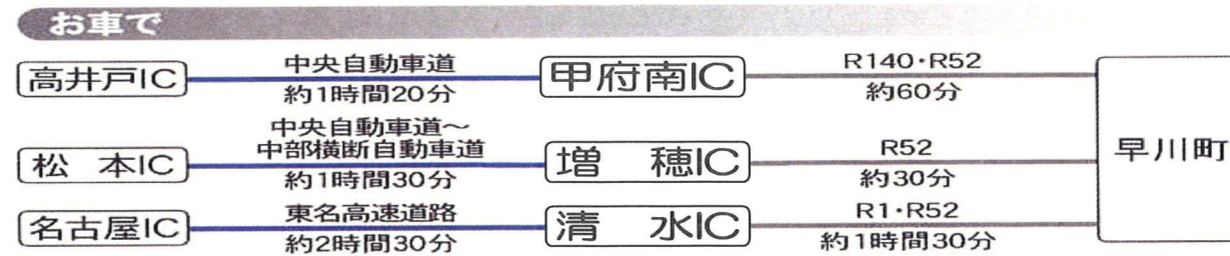 お車で
高井戸IC 中央自動車道 約1時間20分 甲府南IC R140・R52 約60分
松 本IC 中央自動車道～ 中部横断自動車道 約1時間30分 増 穂IC R52 約30分
名古屋IC 東名高速道路 約2時間30分 清 水IC R1・R52 約1時間30分
早川町